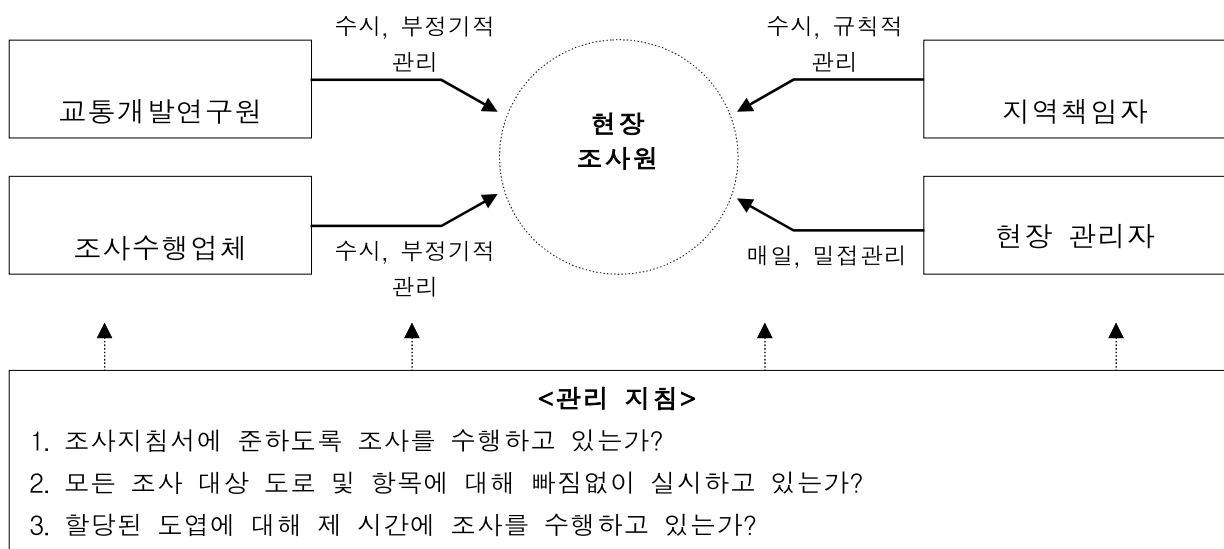 수시, 부정기적
관리
교통개발연구원
수시, 규칙적
관리
지역책임자
현장
조사원
조사수행업체
수시, 부정기적
관리
매일, 밀접관리
현장 관리자
<관리 지침>
1. 조사지침서에 준하도록 조사를 수행하고 있는가?
2. 모든 조사 대상 도로 및 항목에 대해 빠짐없이 실시하고 있는가?
3. 할당된 도엽에 대해 제 시간에 조사를 수행하고 있는가?